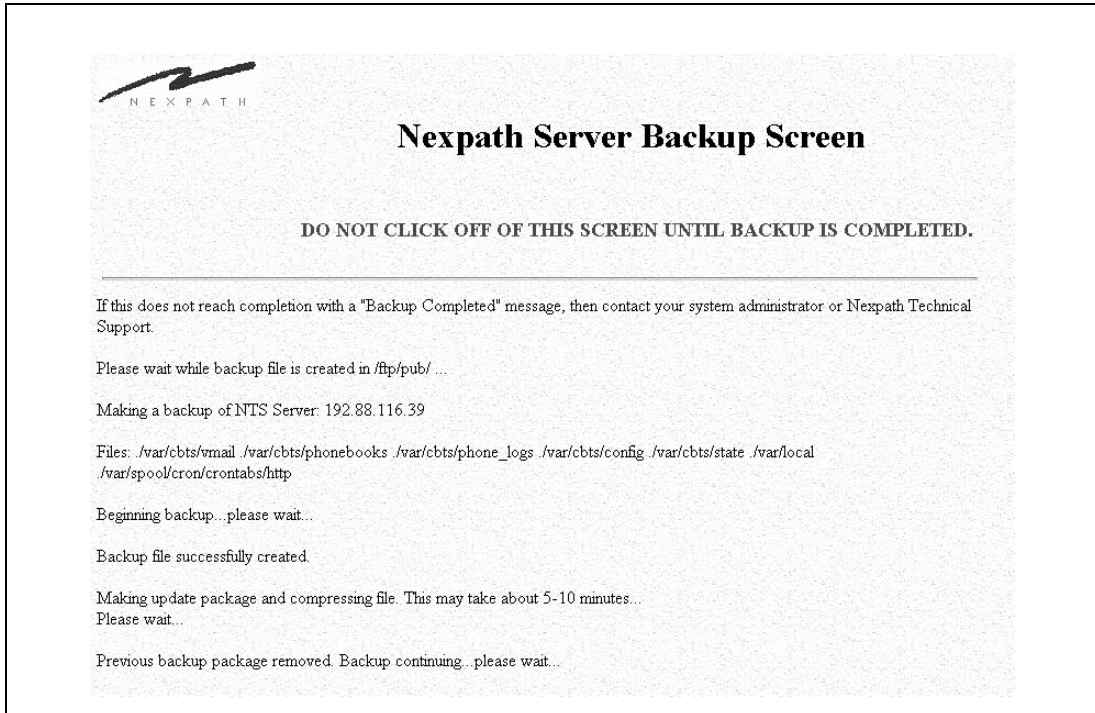 NEXPATH
Nexpath Server Backup Screen
DO NOT CLICK OFF OF THIS SCREEN UNTIL BACKUP IS COMPLETED.
If this does not reach completion with a "Backup Completed" message, then contact your system administrator or Nexpath Technical
Support.
Please wait while backup file is created in /ftp/pub/ ...
Making a backup of NTS Server: 192.88.116.39
Files: ./var/cbts/vmail ./var/cbts/phonebooks ./var/cbts/phone_logs ./var/cbts/config ./var/cbts/state ./var/local
./var/spool/cron/crontabs/http
Beginning backup...please wait...
Backup file successfully created.
Making update package and compressing file. This may take about 5-10 minutes...
Please wait...
Previous backup package removed. Backup continuing...please wait...